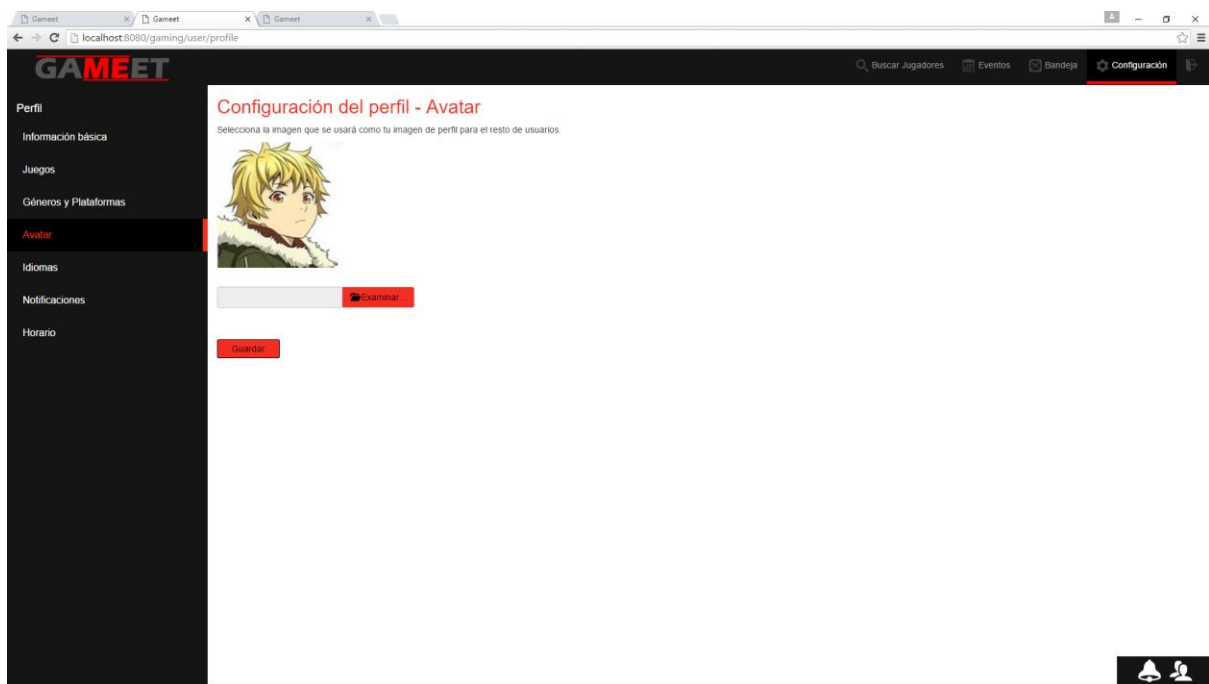 Gameet
Gameet
Gameet
localhost:8080/gaming/user/profile
GAMEET
Buscar Jugadores
Eventos
Bandeja
Configuración
Perfil
Información básica
Juegos
Géneros y Plataformas
Avatar
Idiomas
Notificaciones
Horario
Configuración del perfil - Avatar
Selecciona la imagen que se usará como tu imagen de perfil para el resto de usuarios.
Examinar...
Guardar